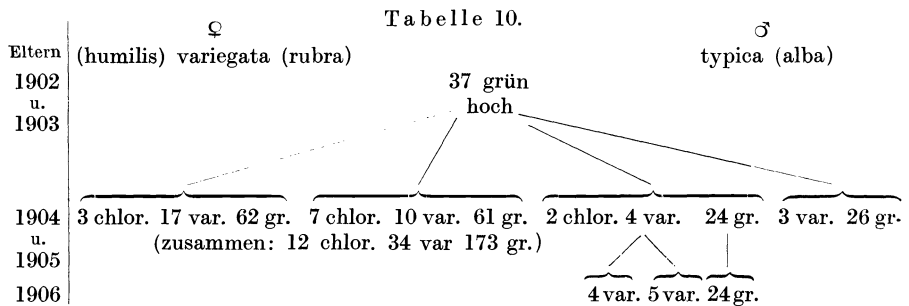 Tabelle 10.
♀ ♂
Eltern (humilis) variegata (rubra) typica (alba)
1902 37 grün
u. hoch
1903
1904 3 chlor. 17 var. 62 gr. 7 chlor. 10 var. 61 gr. 2 chlor. 4 var. 24 gr. 3 var. 26 gr.
u. (zusammen: 12 chlor. 34 var 173 gr.)
1905
1906 4 var. 5 var. 24 gr.